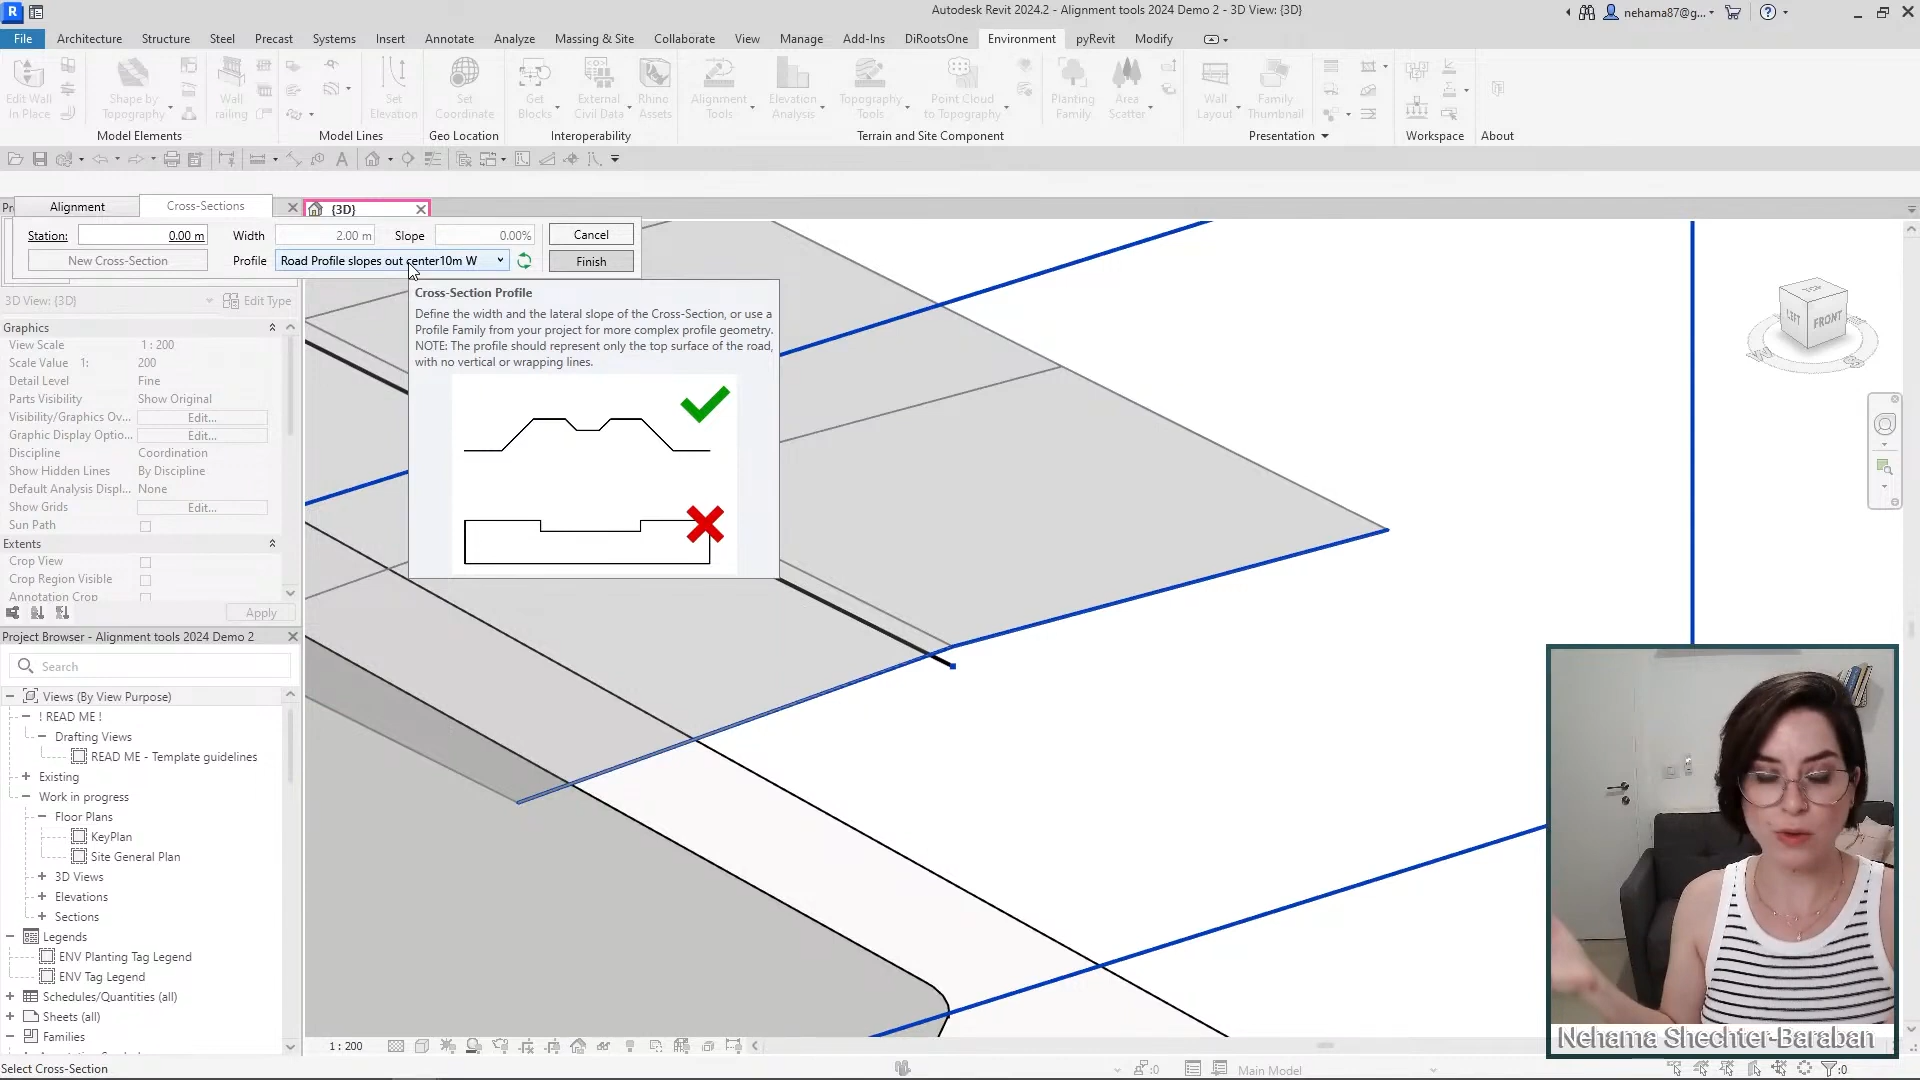 Autodesk Revit 2024.2 - Alignment tools 2024 Demo 2 - 3D View: {3D}
nehama87@g...
File Architecture Structure Steel Precast Systems Insert Annotate Analyze Massing & Site Collaborate View Manage Add-Ins DiRootsOne Environment pyRevit Modify
Edit Wall In Place
Shape by Topography
Wall railing
Set Elevation
Set Coordinate
Get Blocks
External Civil Data
Rhino Assets
Alignment Tools
Elevation Analysis
Topography Tools
Point Cloud to Topography
Planting Family
Area Scatter
Wall Layout
Family Thumbnail
Model Elements Model Lines Geo Location Interoperability Terrain and Site Component Presentation Workspace About
Alignment Cross-Sections {3D}
Station: 0.00 m Width 2.00 m Slope 0.00% Cancel
New Cross-Section Profile Road Profile slopes out center10m W Finish
Cross-Section Profile
Define the width and the lateral slope of the Cross-Section, or use a
Profile Family from your project for more complex profile geometry.
NOTE: The profile should represent only the top surface of the road,
with no vertical or wrapping lines.
3D View: {3D} Edit Type
Graphics
View Scale 1 : 200
Scale Value 1: 200
Detail Level Fine
Parts Visibility Show Original
Visibility/Graphics Ov... Edit...
Graphic Display Optio... Edit...
Discipline Coordination
Show Hidden Lines By Discipline
Default Analysis Displ... None
Show Grids Edit...
Sun Path
Extents
Crop View
Crop Region Visible
Annotation Crop
Apply
Project Browser - Alignment tools 2024 Demo 2
Search
Views (By View Purpose)
! READ ME !
Drafting Views
READ ME - Template guidelines
Existing
Work in progress
Floor Plans
KeyPlan
Site General Plan
3D Views
Elevations
Sections
Legends
ENV Planting Tag Legend
ENV Tag Legend
Schedules/Quantities (all)
Sheets (all)
Families
TOP
LEFT
FRONT
Nehama Shechter-Baraban
1 : 200
Select Cross-Section
:0
Main Model
:0